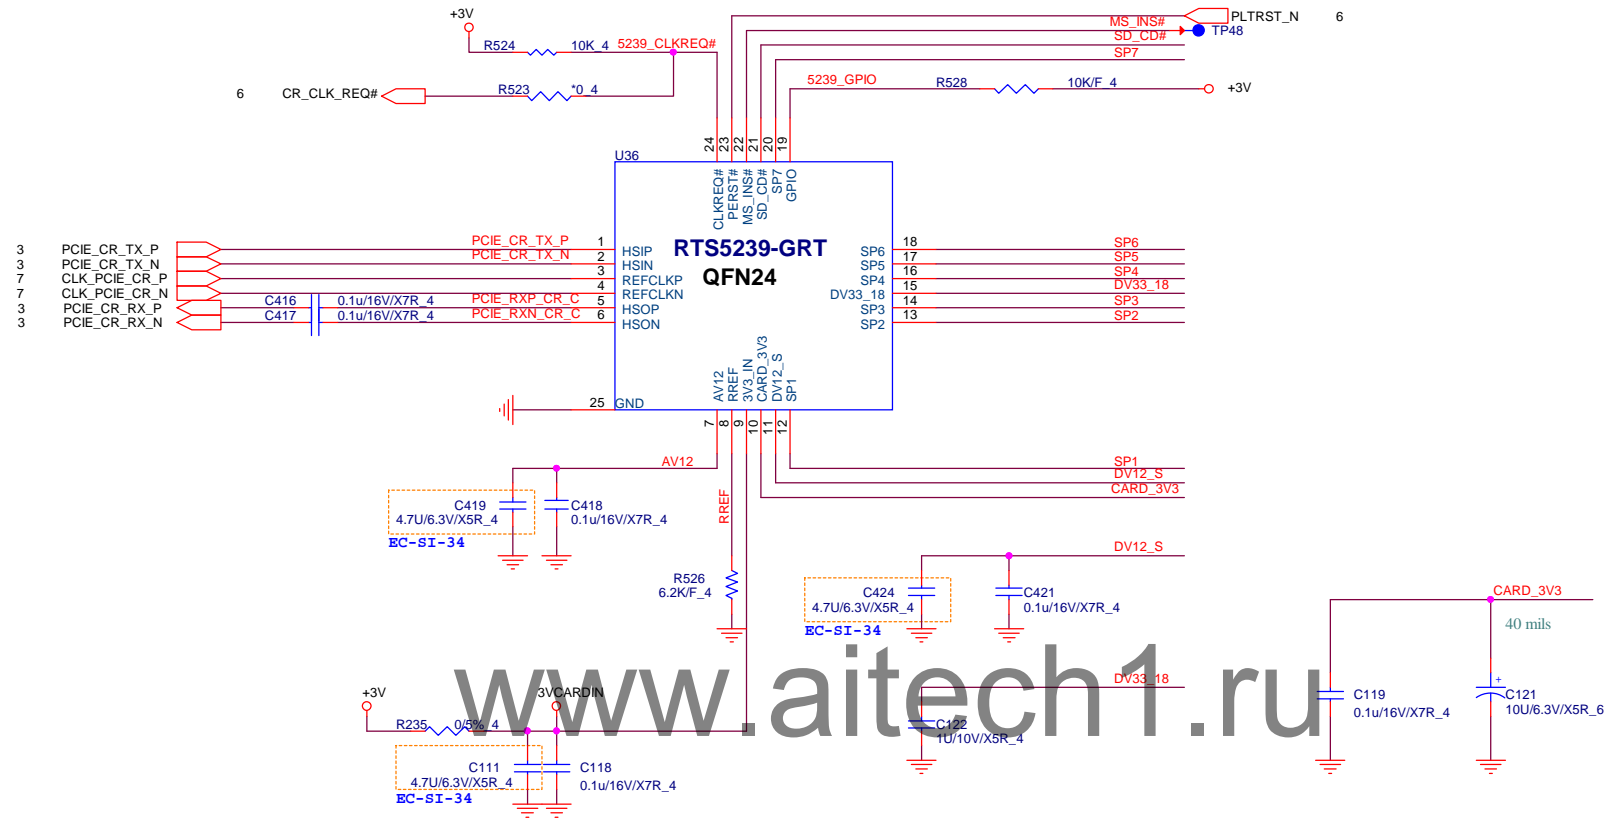 +3V
PLTRST_N 6
MS_INS#
TP48
SD_CD#
R524 10K_4 5239_CLKREQ#
SP7
5239_GPIO R528 10K/F_4 +3V
6 CR_CLK_REQ# R523 *0_4
24 23 22 21 20 19
U36
CLKREQ# PERST# MS_INS# SD_CD# SP7 GPIO
RTS5239-GRT
QFN24
3 PCIE_CR_TX_P PCIE_CR_TX_P 1 HSIP
3 PCIE_CR_TX_N PCIE_CR_TX_N 2 HSIN
7 CLK_PCIE_CR_P 3 REFCLKP
7 CLK_PCIE_CR_N 4 REFCLKN
3 PCIE_CR_RX_P C416 0.1u/16V/X7R_4 PCIE_RXP_CR_C 5 HSOP
3 PCIE_CR_RX_N C417 0.1u/16V/X7R_4 PCIE_RXN_CR_C 6 HSON
SP6 18 SP6
SP5 17 SP5
SP4 16 SP4
DV33_18 15 DV33_18
SP3 14 SP3
SP2 13 SP2
AV12 RREF 3V3_IN CARD_3V3 DV12_S SP1
25 GND
7 8 9 10 11 12
AV12
SP1
DV12_S
CARD_3V3
C419
4.7U/6.3V/X5R_4
EC-SI-34
C418
0.1u/16V/X7R_4
RREF
R526
6.2K/F_4
DV12_S
C424
4.7U/6.3V/X5R_4
EC-SI-34
C421
0.1u/16V/X7R_4
CARD_3V3
40 mils
C119
0.1u/16V/X7R_4
+
C121
10U/6.3V/X5R_6
www.aitech1.ru
DV33_18
C122
1U/10V/X5R_4
+3V 3VCARDIN
R235 0/5%_4
C111
4.7U/6.3V/X5R_4
EC-SI-34
C118
0.1u/16V/X7R_4